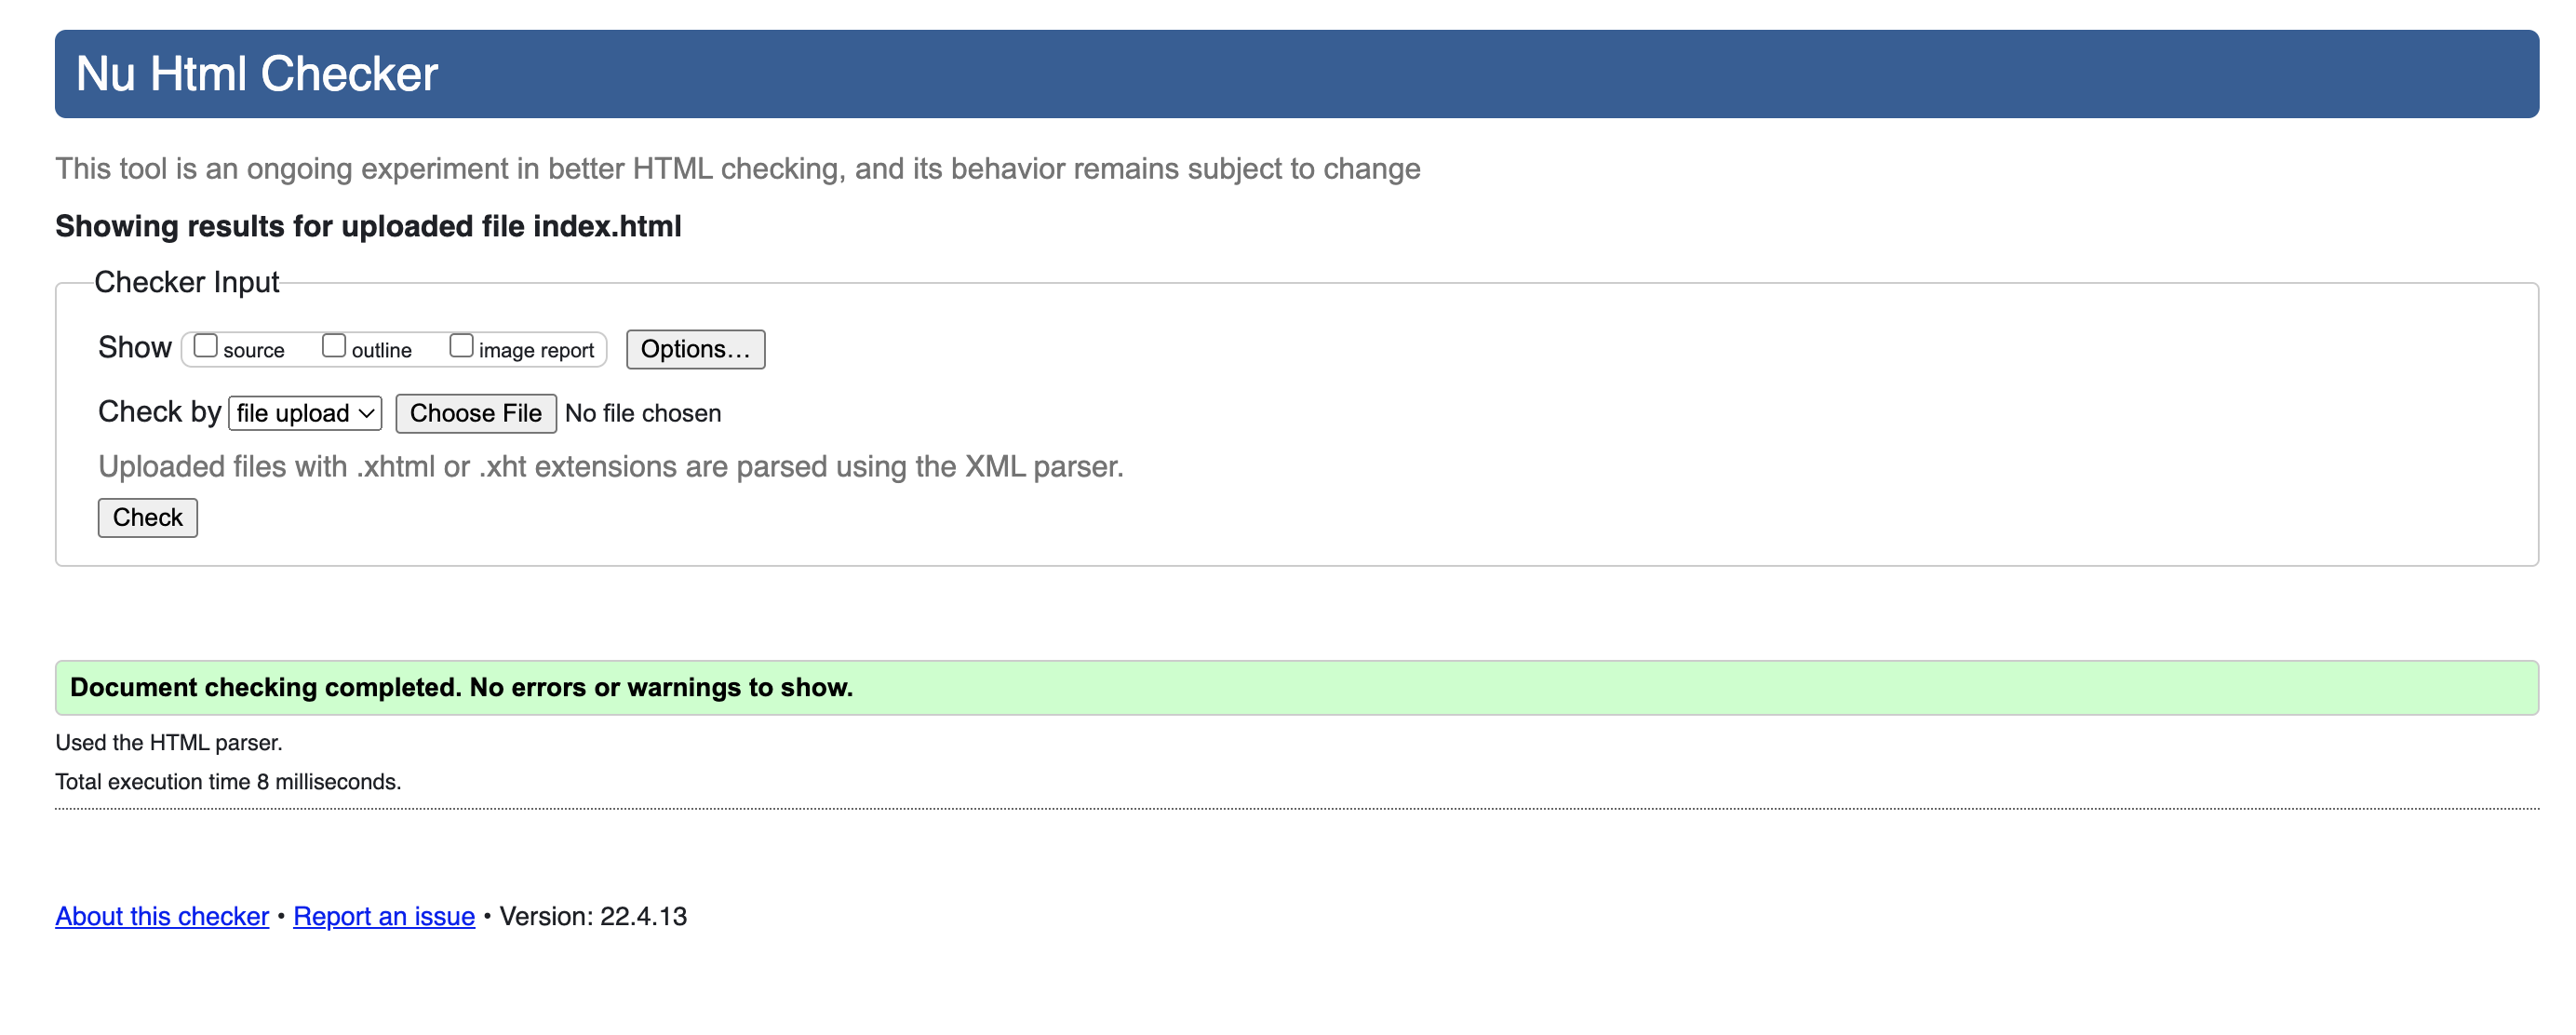 Nu Html Checker
This tool is an ongoing experiment in better HTML checking, and its behavior remains subject to change
Showing results for uploaded file index.html
Checker Input
Show source outline image report Options…
Check by file upload Choose File No file chosen
Uploaded files with .xhtml or .xht extensions are parsed using the XML parser.
Check
Document checking completed. No errors or warnings to show.
Used the HTML parser.
Total execution time 8 milliseconds.
About this checker • Report an issue • Version: 22.4.13